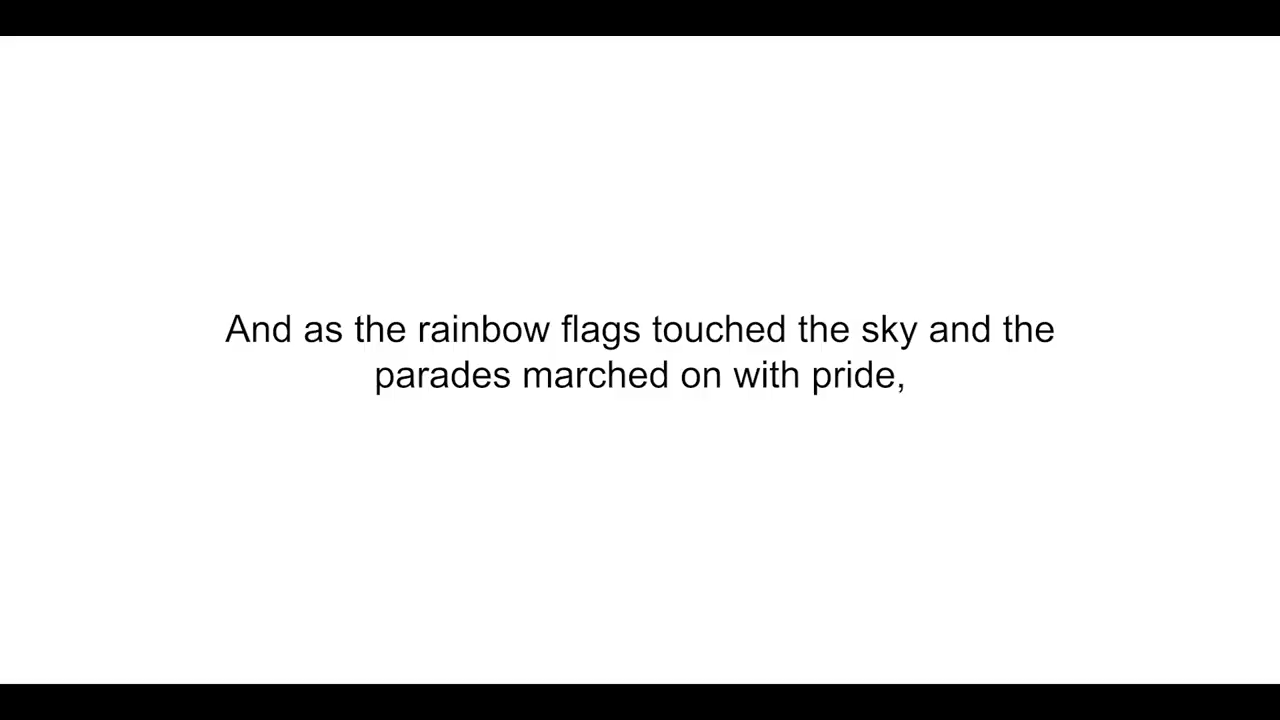 And as the rainbow flags touched the sky and the
parades marched on with pride,